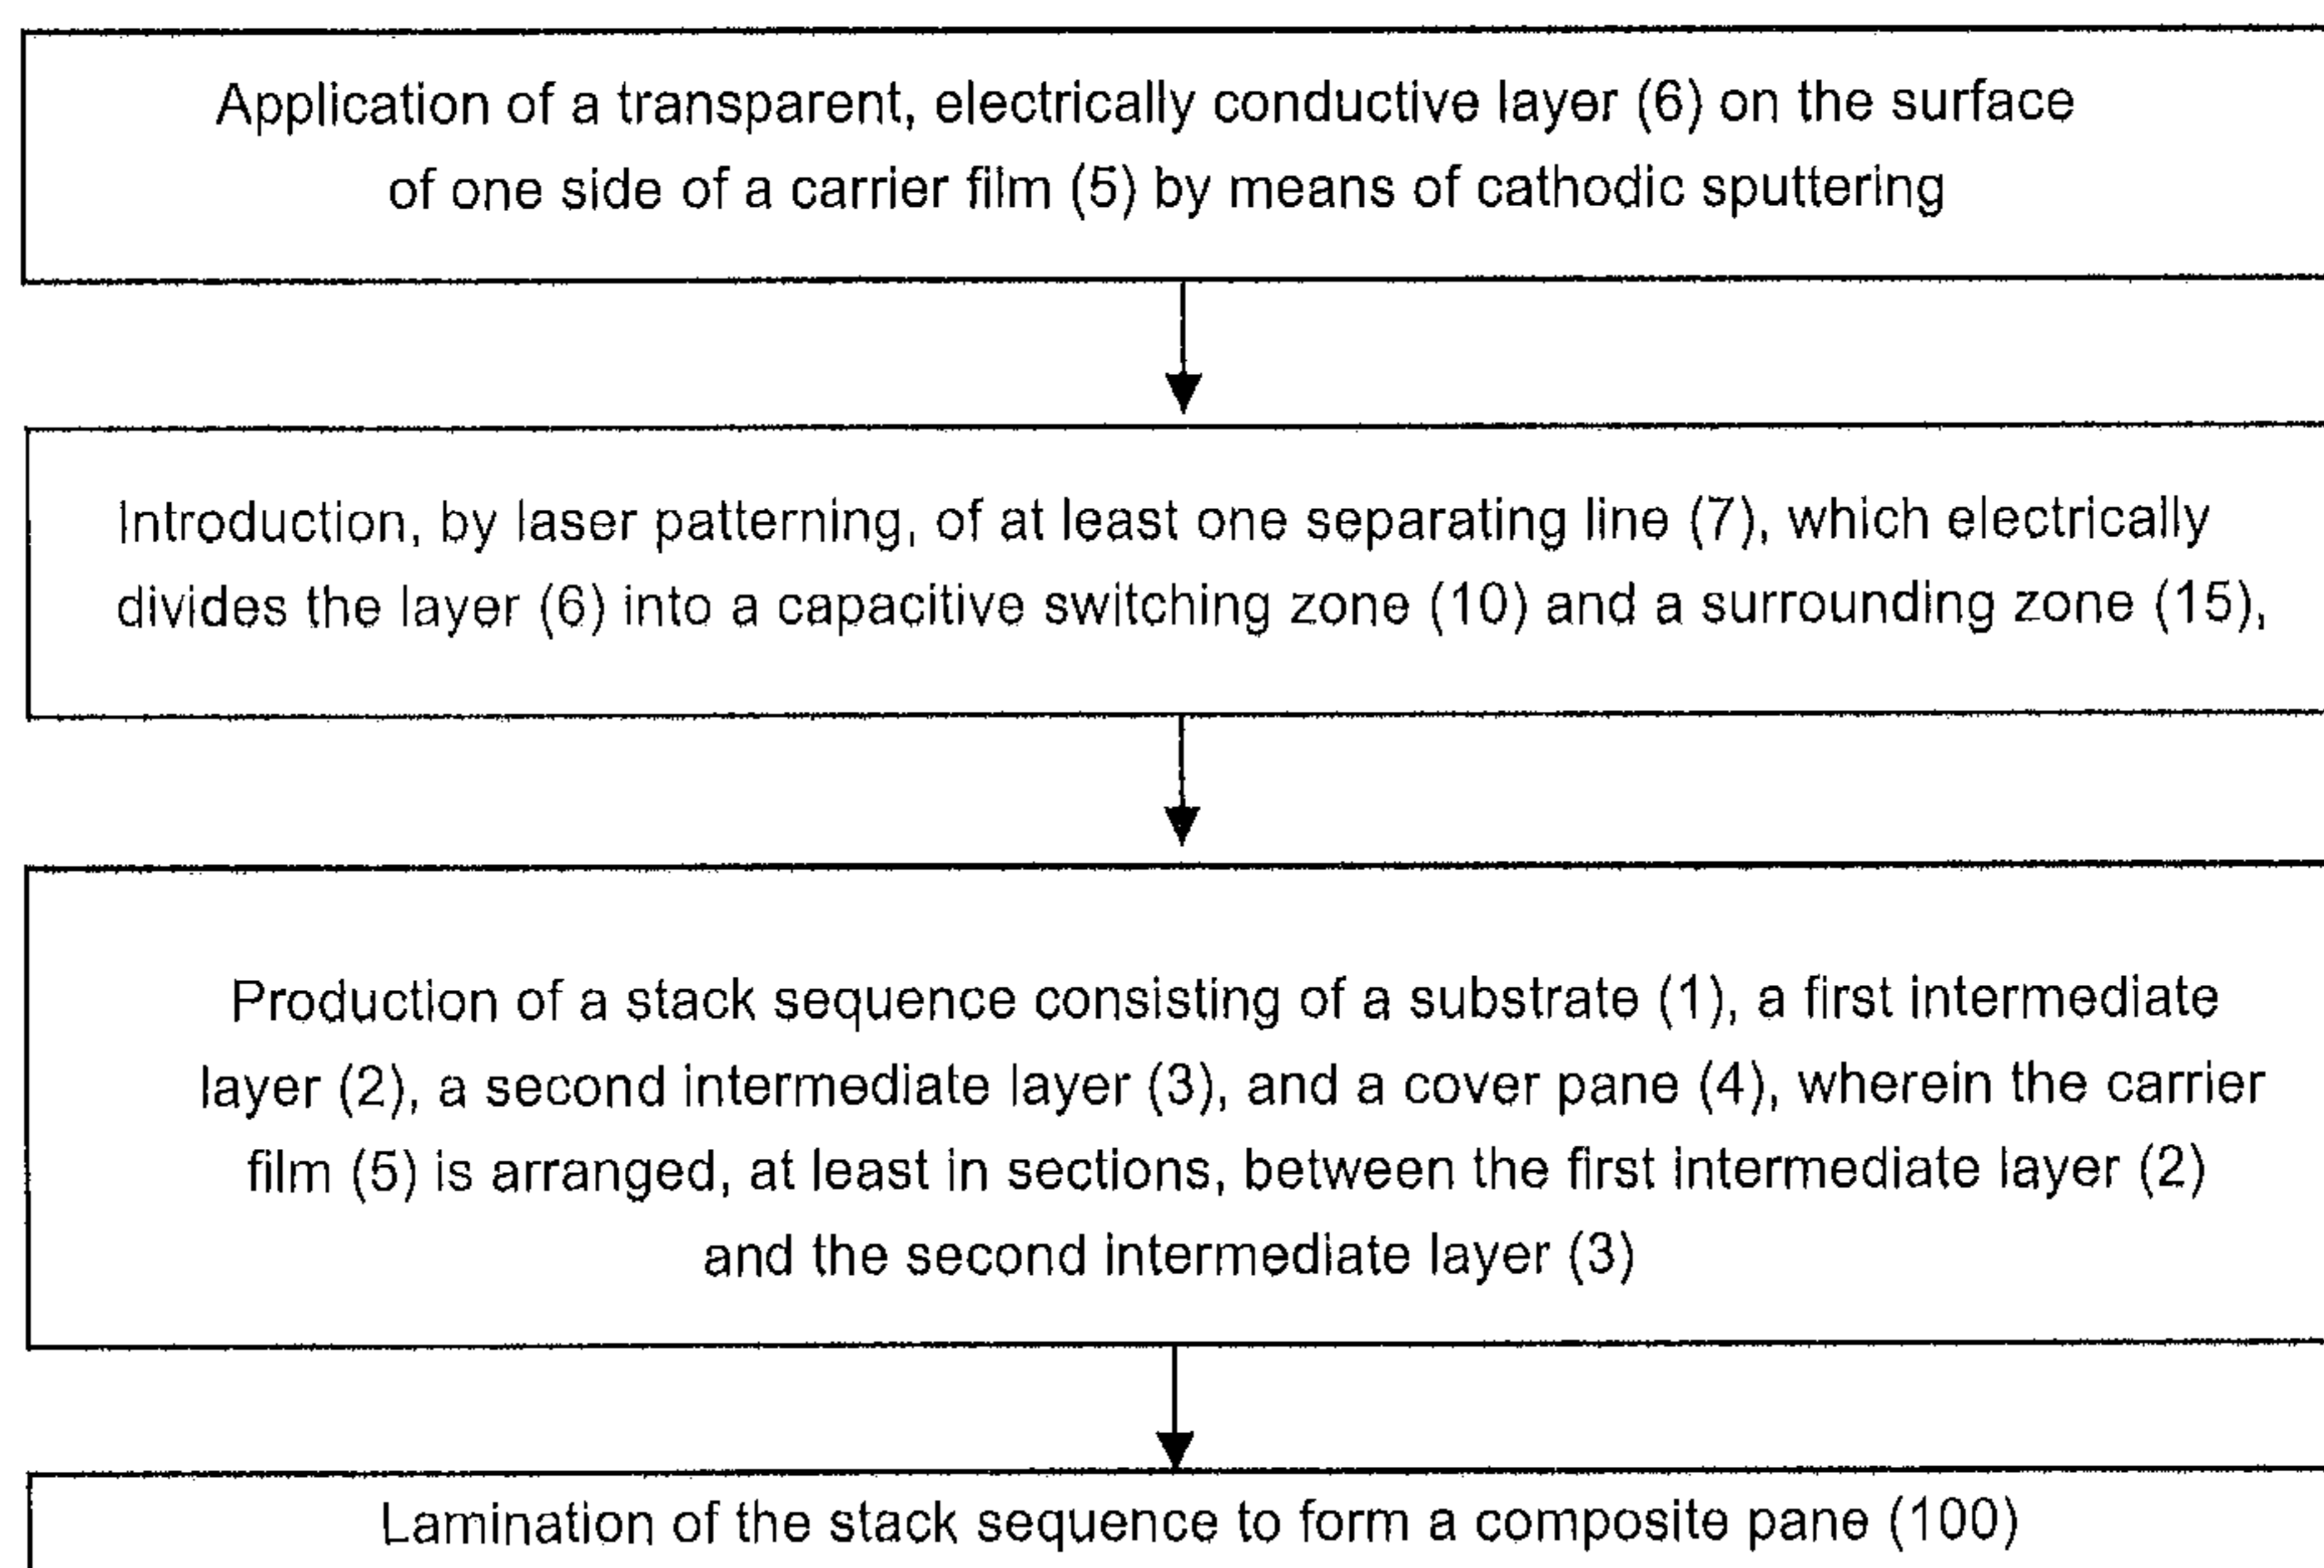 Application of a transparent, electrically conductive layer (6) on the surface
of one side of a carrier film (5) by means of cathodic sputtering
Introduction, by laser patterning, of at least one separating line (7), which electrically
divides the layer (6) into a capacitive switching zone (10) and a surrounding zone (15),
Production of a stack sequence consisting of a substrate (1), a first intermediate
layer (2), a second intermediate layer (3), and a cover pane (4), wherein the carrier
film (5) is arranged, at least in sections, between the first intermediate layer (2)
and the second intermediate layer (3)
Lamination of the stack sequence to form a composite pane (100)